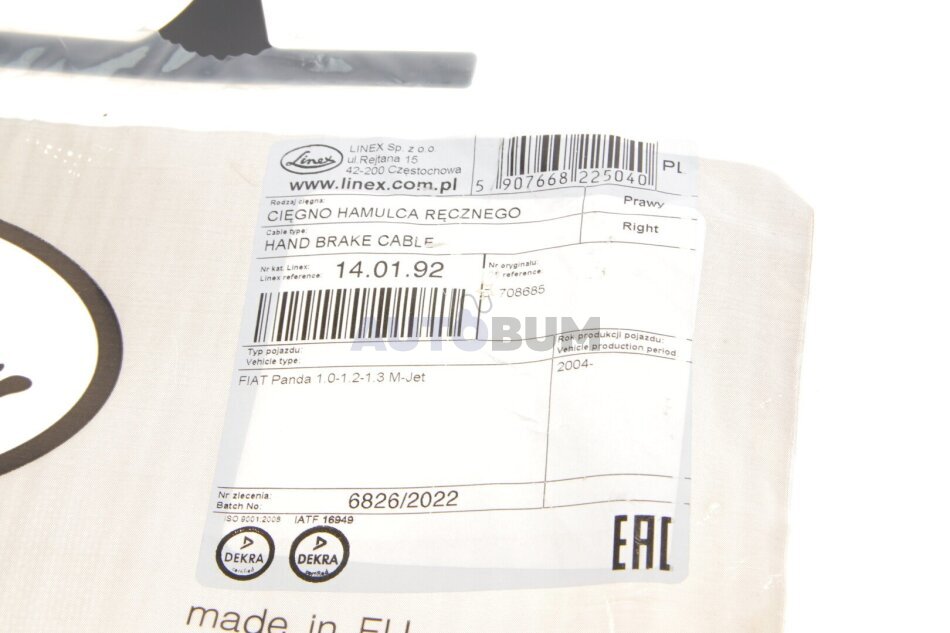 Linex
LINEX Sp. z o.o.
ul.Rejtana 15
42-200 Częstochowa
www.linex.com.pl
5 907668 225040
PL
Rodzaj cięgna:
CIĘGNO HAMULCA RĘCZNEGO
Prawy
Cable type:
HAND BRAKE CABLE
Right
Nr kat. Linex:
Linex reference:
14.01.92
Nr oryginału:
reference:
708685
AUTOBUM
Typ pojazdu:
Vehicle type:
Rok produkcji pojazdu:
Vehicle production period
FIAT Panda 1.0-1.2-1.3 M-Jet
2004-
Nr zlecenia
Batch No:
6826/2022
ISO 9001:2008
IATF 16949
DEKRA
DEKRA
EAC
made in EU